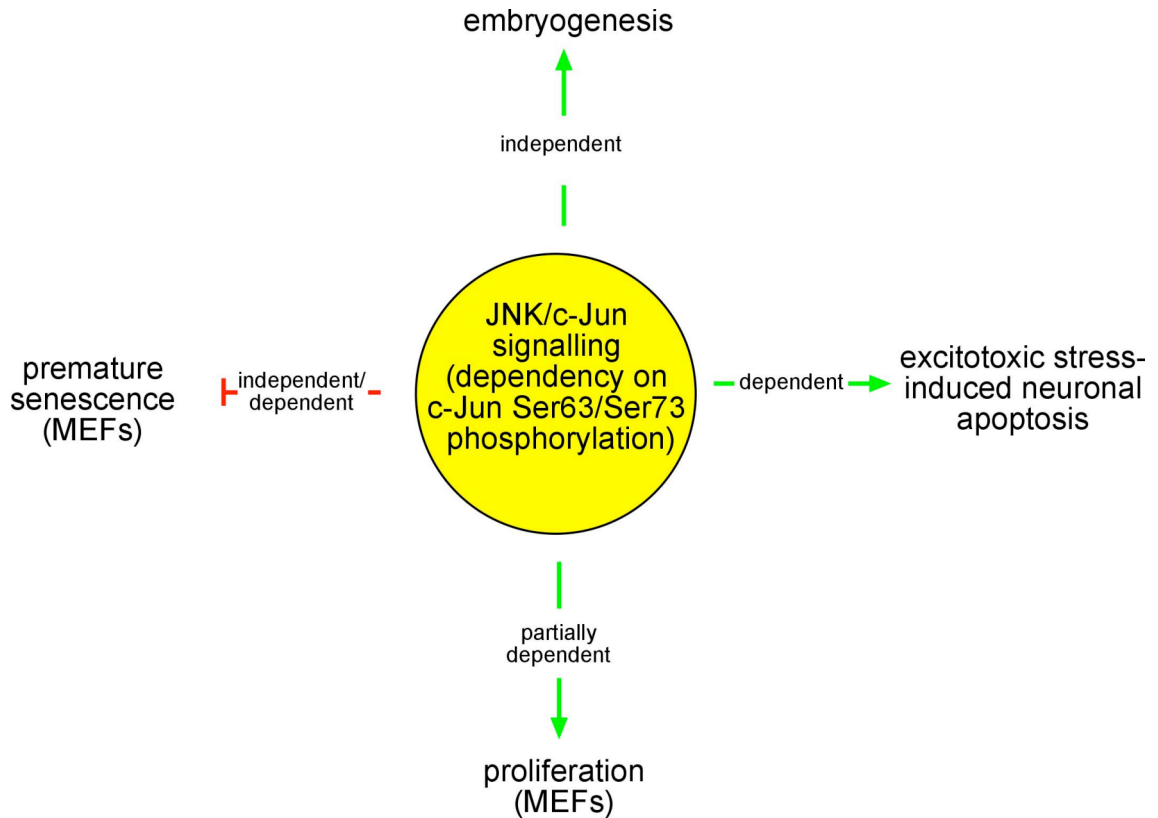 embryogenesis
independent
JNK/c-Jun
signalling
(dependency on
c-Jun Ser63/Ser73
phosphorylation)
premature
senescence
(MEFs)
independent/
dependent
dependent
excitotoxic stress-
induced neuronal
apoptosis
partially
dependent
proliferation
(MEFs)